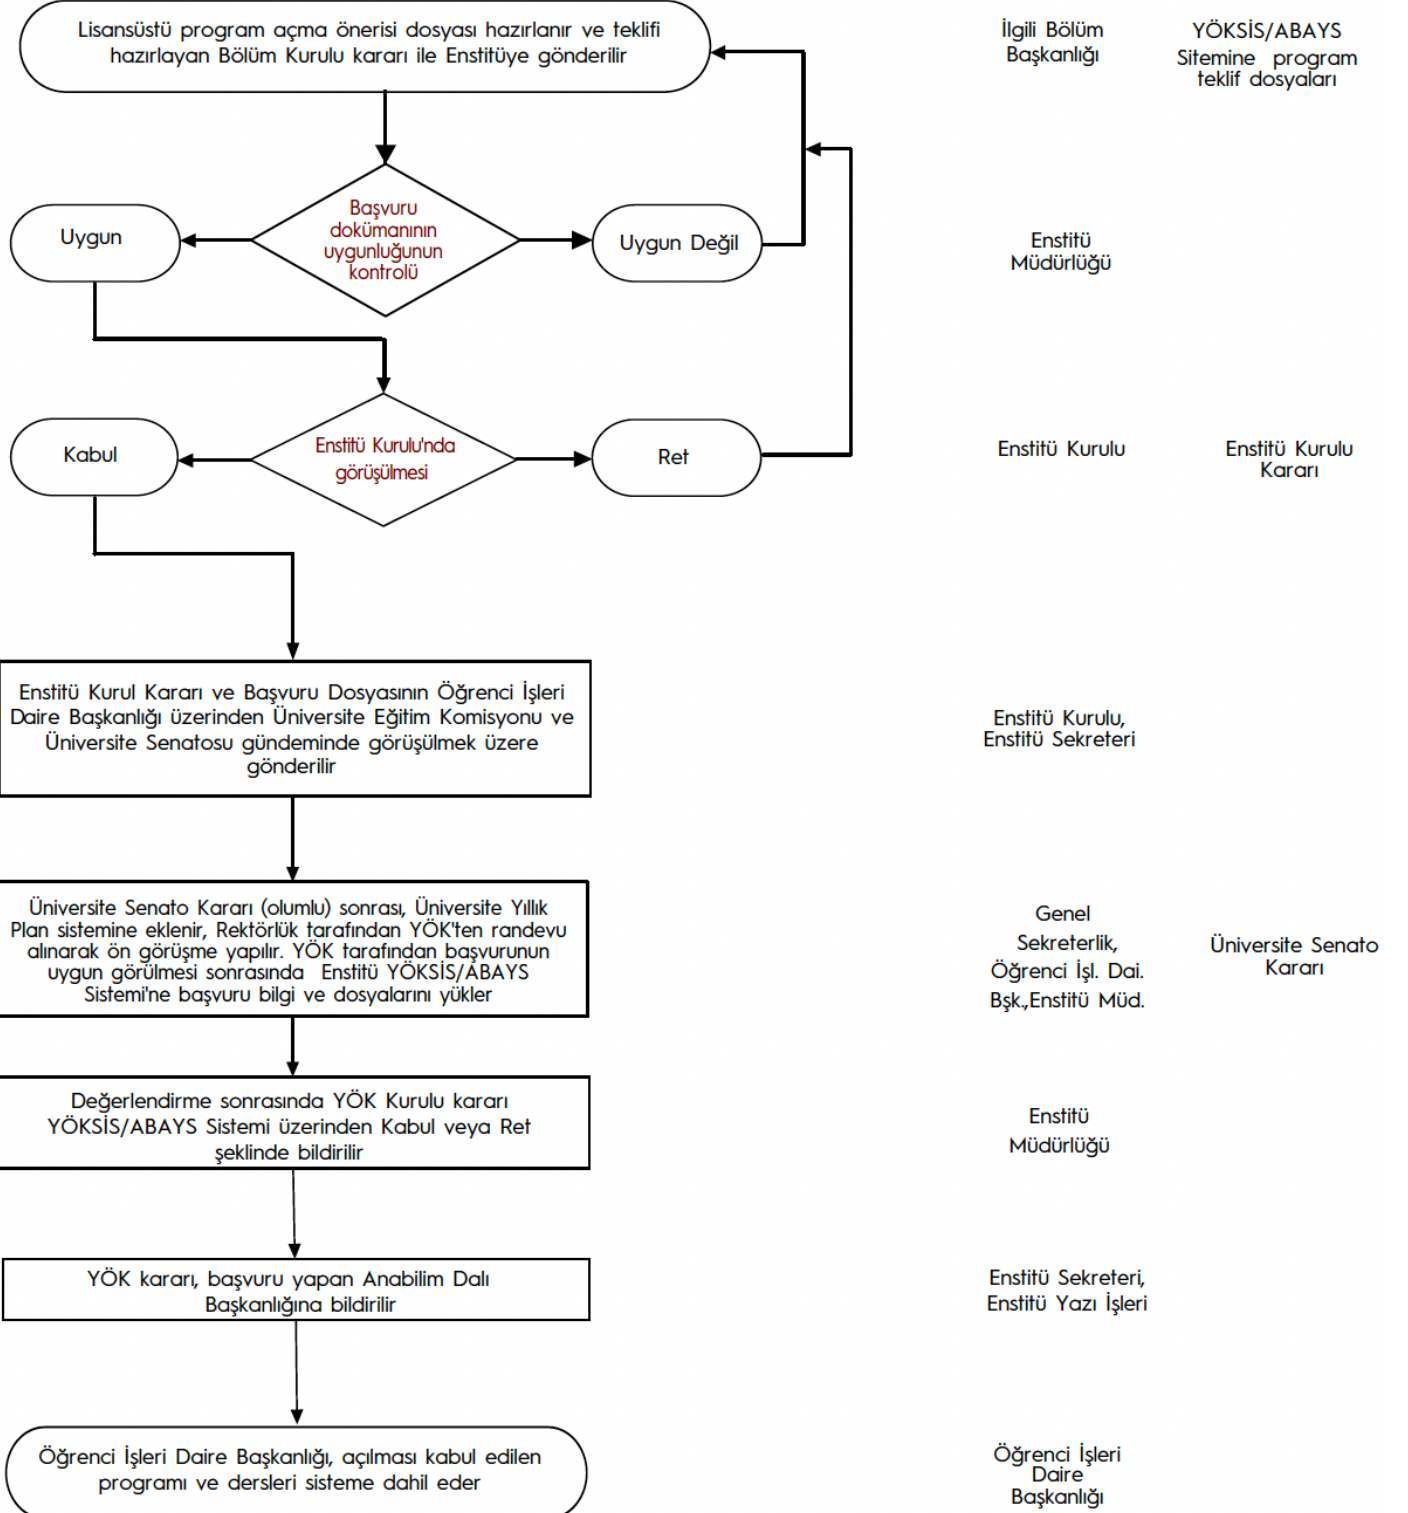 Lisansüstü program açma önerisi dosyası hazırlanır ve teklifi
hazırlayan Bölüm Kurulu kararı ile Enstitüye gönderilir
İlgili Bölüm
Başkanlığı
YÖKSİS/ABAYS
Sitemine program
teklif dosyaları
Uygun
Başvuru
dokümanının
uygunluğunun
kontrolü
Uygun Değil
Enstitü
Müdürlüğü
Kabul
Enstitü Kurulu'nda
görüşülmesi
Ret
Enstitü Kurulu
Enstitü Kurulu
Kararı
Enstitü Kurul Kararı ve Başvuru Dosyasının Öğrenci İşleri
Daire Başkanlığı üzerinden Üniversite Eğitim Komisyonu ve
Üniversite Senatosu gündeminde görüşülmek üzere
gönderilir
Enstitü Kurulu,
Enstitü Sekreteri
Üniversite Senato Kararı (olumlu) sonrası, Üniversite Yıllık
Plan sistemine eklenir, Rektörlük tarafından YÖK'ten randevu
alınarak ön görüşme yapılır. YÖK tarafından başvurunun
uygun görülmesi sonrasında Enstitü YÖKSİS/ABAYS
Sistemi'ne başvuru bilgi ve dosyalarını yükler
Genel
Sekreterlik,
Öğrenci İşl. Dai.
Bşk.,Enstitü Müd.
Üniversite Senato
Kararı
Değerlendirme sonrasında YÖK Kurulu kararı
YÖKSİS/ABAYS Sistemi üzerinden Kabul veya Ret
şeklinde bildirilir
Enstitü
Müdürlüğü
YÖK kararı, başvuru yapan Anabilim Dalı
Başkanlığına bildirilir
Enstitü Sekreteri,
Enstitü Yazı İşleri
Öğrenci İşleri Daire Başkanlığı, açılması kabul edilen
programı ve dersleri sisteme dahil eder
Öğrenci İşleri
Daire
Başkanlığı